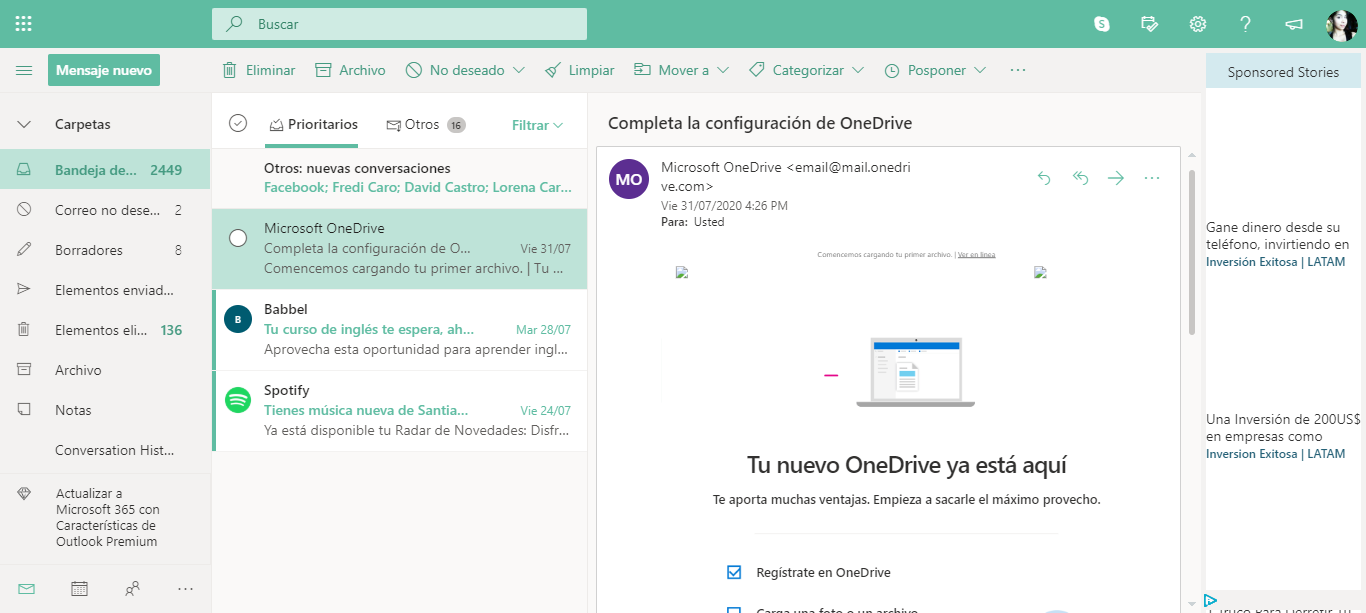 Buscar
Mensaje nuevo
Eliminar
Archivo
No deseado
Limpiar
Mover a
Categorizar
Posponer
Carpetas
Bandeja de... 2449
Correo no dese... 2
Borradores 8
Elementos enviad...
Elementos eli... 136
Archivo
Notas
Conversation Hist...
Actualizar a
Microsoft 365 con
Características de
Outlook Premium
Prioritarios
Otros 16
Filtrar
Otros: nuevas conversaciones
Facebook; Fredi Caro; David Castro; Lorena Car...
Microsoft OneDrive
Completa la configuración de O... Vie 31/07
Comencemos cargando tu primer archivo. | Tu ...
B
Babbel
Tu curso de inglés te espera, ah... Mar 28/07
Aprovecha esta oportunidad para aprender ingl...
Spotify
Tienes música nueva de Santia... Vie 24/07
Ya está disponible tu Radar de Novedades: Disfr...
Completa la configuración de OneDrive
MO
Microsoft OneDrive <email@mail.onedri
ve.com>
Vie 31/07/2020 4:26 PM
Para: Usted
Comencemos cargando tu primer archivo. | Ver en línea
Tu nuevo OneDrive ya está aquí
Te aporta muchas ventajas. Empieza a sacarle el máximo provecho.
Regístrate en OneDrive
Carga una foto o un archivo
Sponsored Stories
Gane dinero desde su
teléfono, invirtiendo en
Inversión Exitosa | LATAM
Una Inversión de 200US$
en empresas como
Inversion Exitosa | LATAM
1 Truco Para Derretir Tu